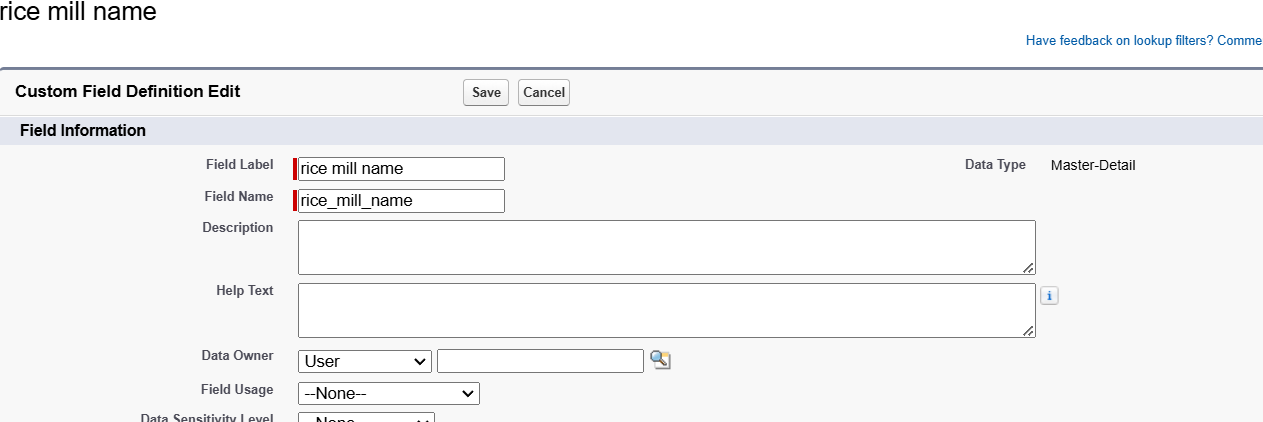 rice mill name
Have feedback on lookup filters? Comme
Custom Field Definition Edit Save Cancel
Field Information
Field Label rice mill name Data Type Master-Detail
Field Name rice_mill_name
Description
Help Text i
Data Owner User
Field Usage --None--
Data Sensitivity Level --None--